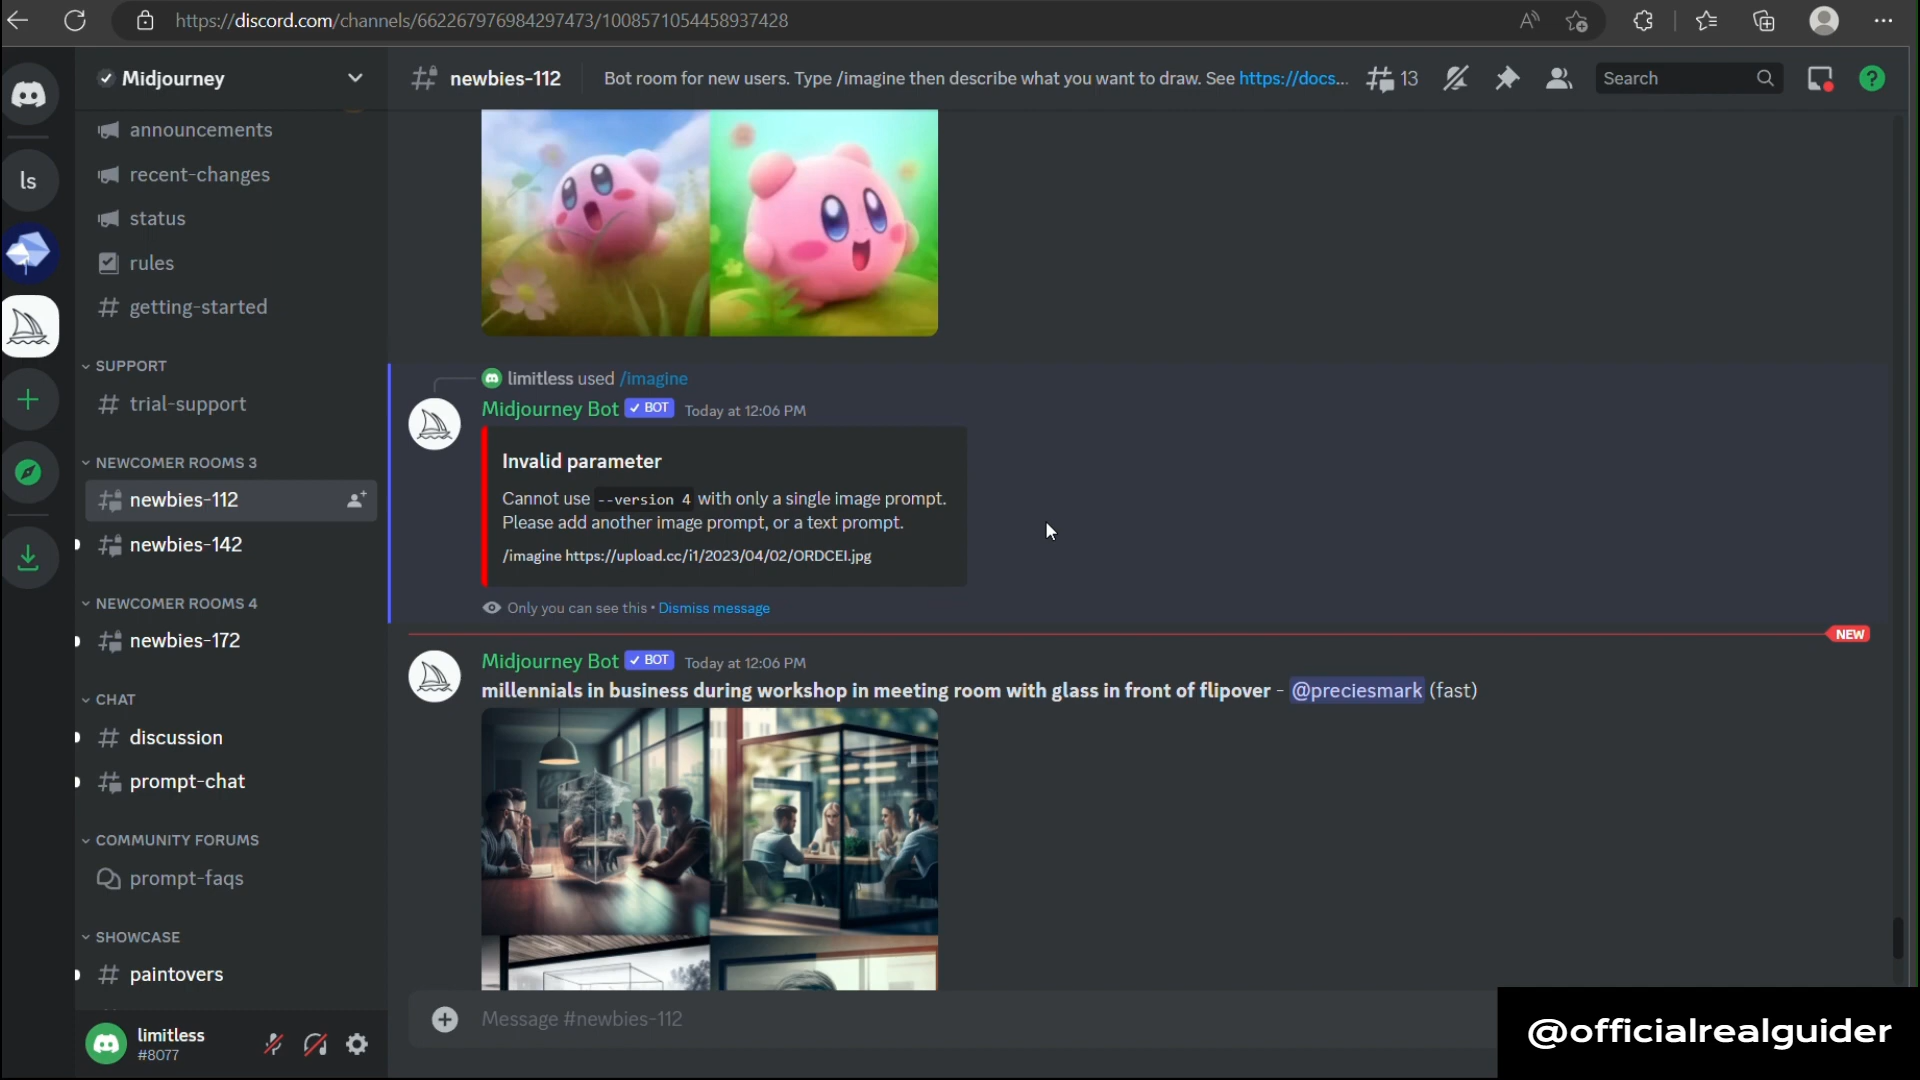 https://discord.com/channels/662267976984297473/1008571054458937428
Midjourney
newbies-112
Bot room for new users. Type /imagine then describe what you want to draw. See https://docs...
13
Search
ls
announcements
recent-changes
status
rules
getting-started
SUPPORT
trial-support
NEWCOMER ROOMS 3
newbies-112
newbies-142
NEWCOMER ROOMS 4
newbies-172
CHAT
discussion
prompt-chat
COMMUNITY FORUMS
prompt-faqs
SHOWCASE
paintovers
limitless
#8077
limitless used /imagine
Midjourney Bot ✓ BOT Today at 12:06 PM
Invalid parameter
Cannot use --version 4 with only a single image prompt.
Please add another image prompt, or a text prompt.
/imagine https://upload.cc/i1/2023/04/02/ORDCEI.jpg
Only you can see this • Dismiss message
NEW
Midjourney Bot ✓ BOT Today at 12:06 PM
millennials in business during workshop in meeting room with glass in front of flipover - @preciesmark (fast)
Message #newbies-112
@officialrealguider